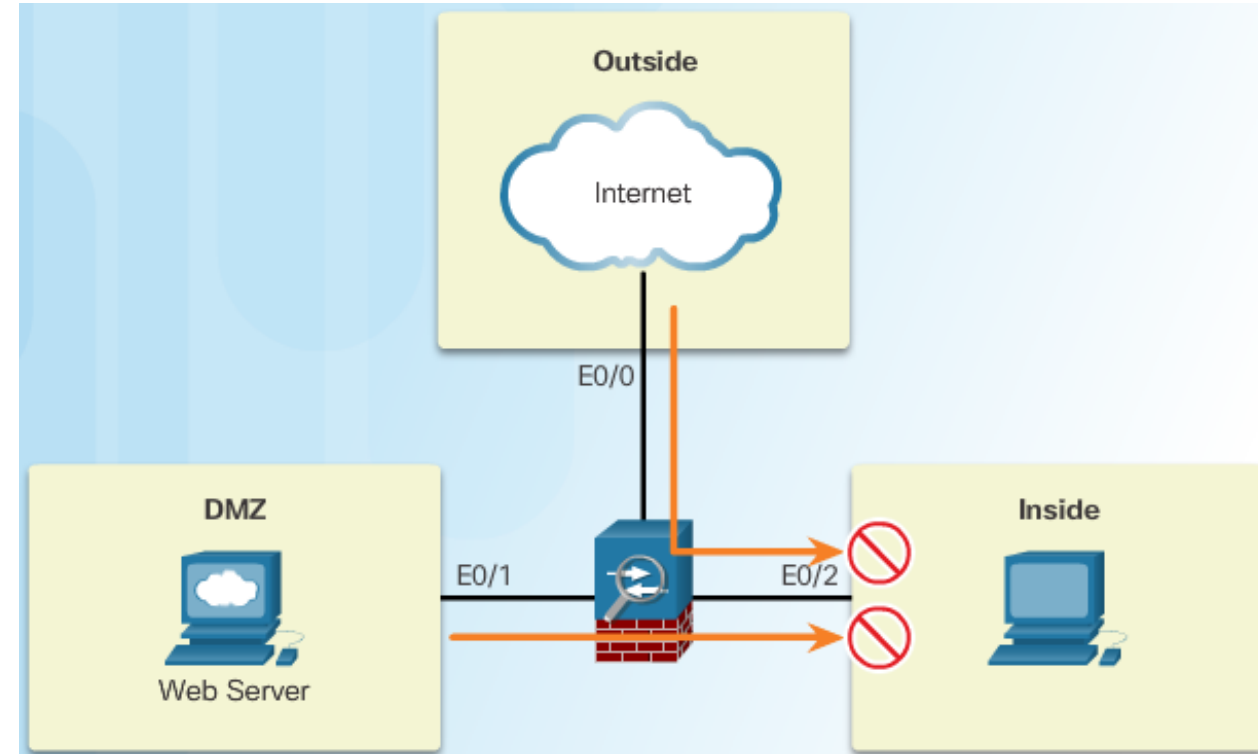 Outside
Internet
E0/0
DMZ
Inside
E0/1
E0/2
Web Server